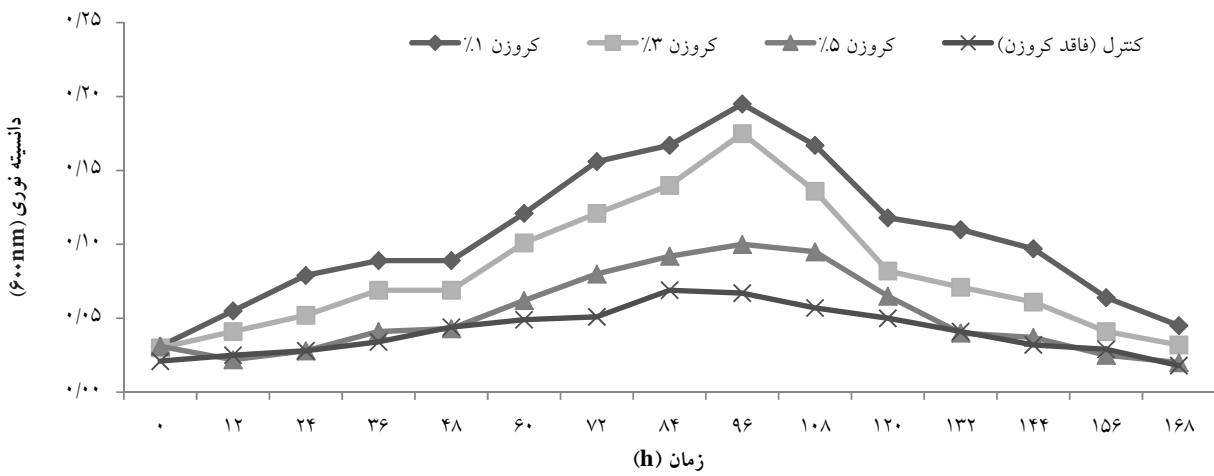 ۰/۲۵
۰/۲۰
۰/۱۵
۰/۱۰
۰/۰۵
۰/۰۰
دانسیته نوری (۶۰۰nm)
کروزن ۱٪
کروزن ۳٪
کروزن ۵٪
کنترل (فاقد کروزن)
۰ ۱۲ ۲۴ ۳۶ ۴۸ ۶۰ ۷۲ ۸۴ ۹۶ ۱۰۸ ۱۲۰ ۱۳۲ ۱۴۴ ۱۵۶ ۱۶۸
زمان (h)